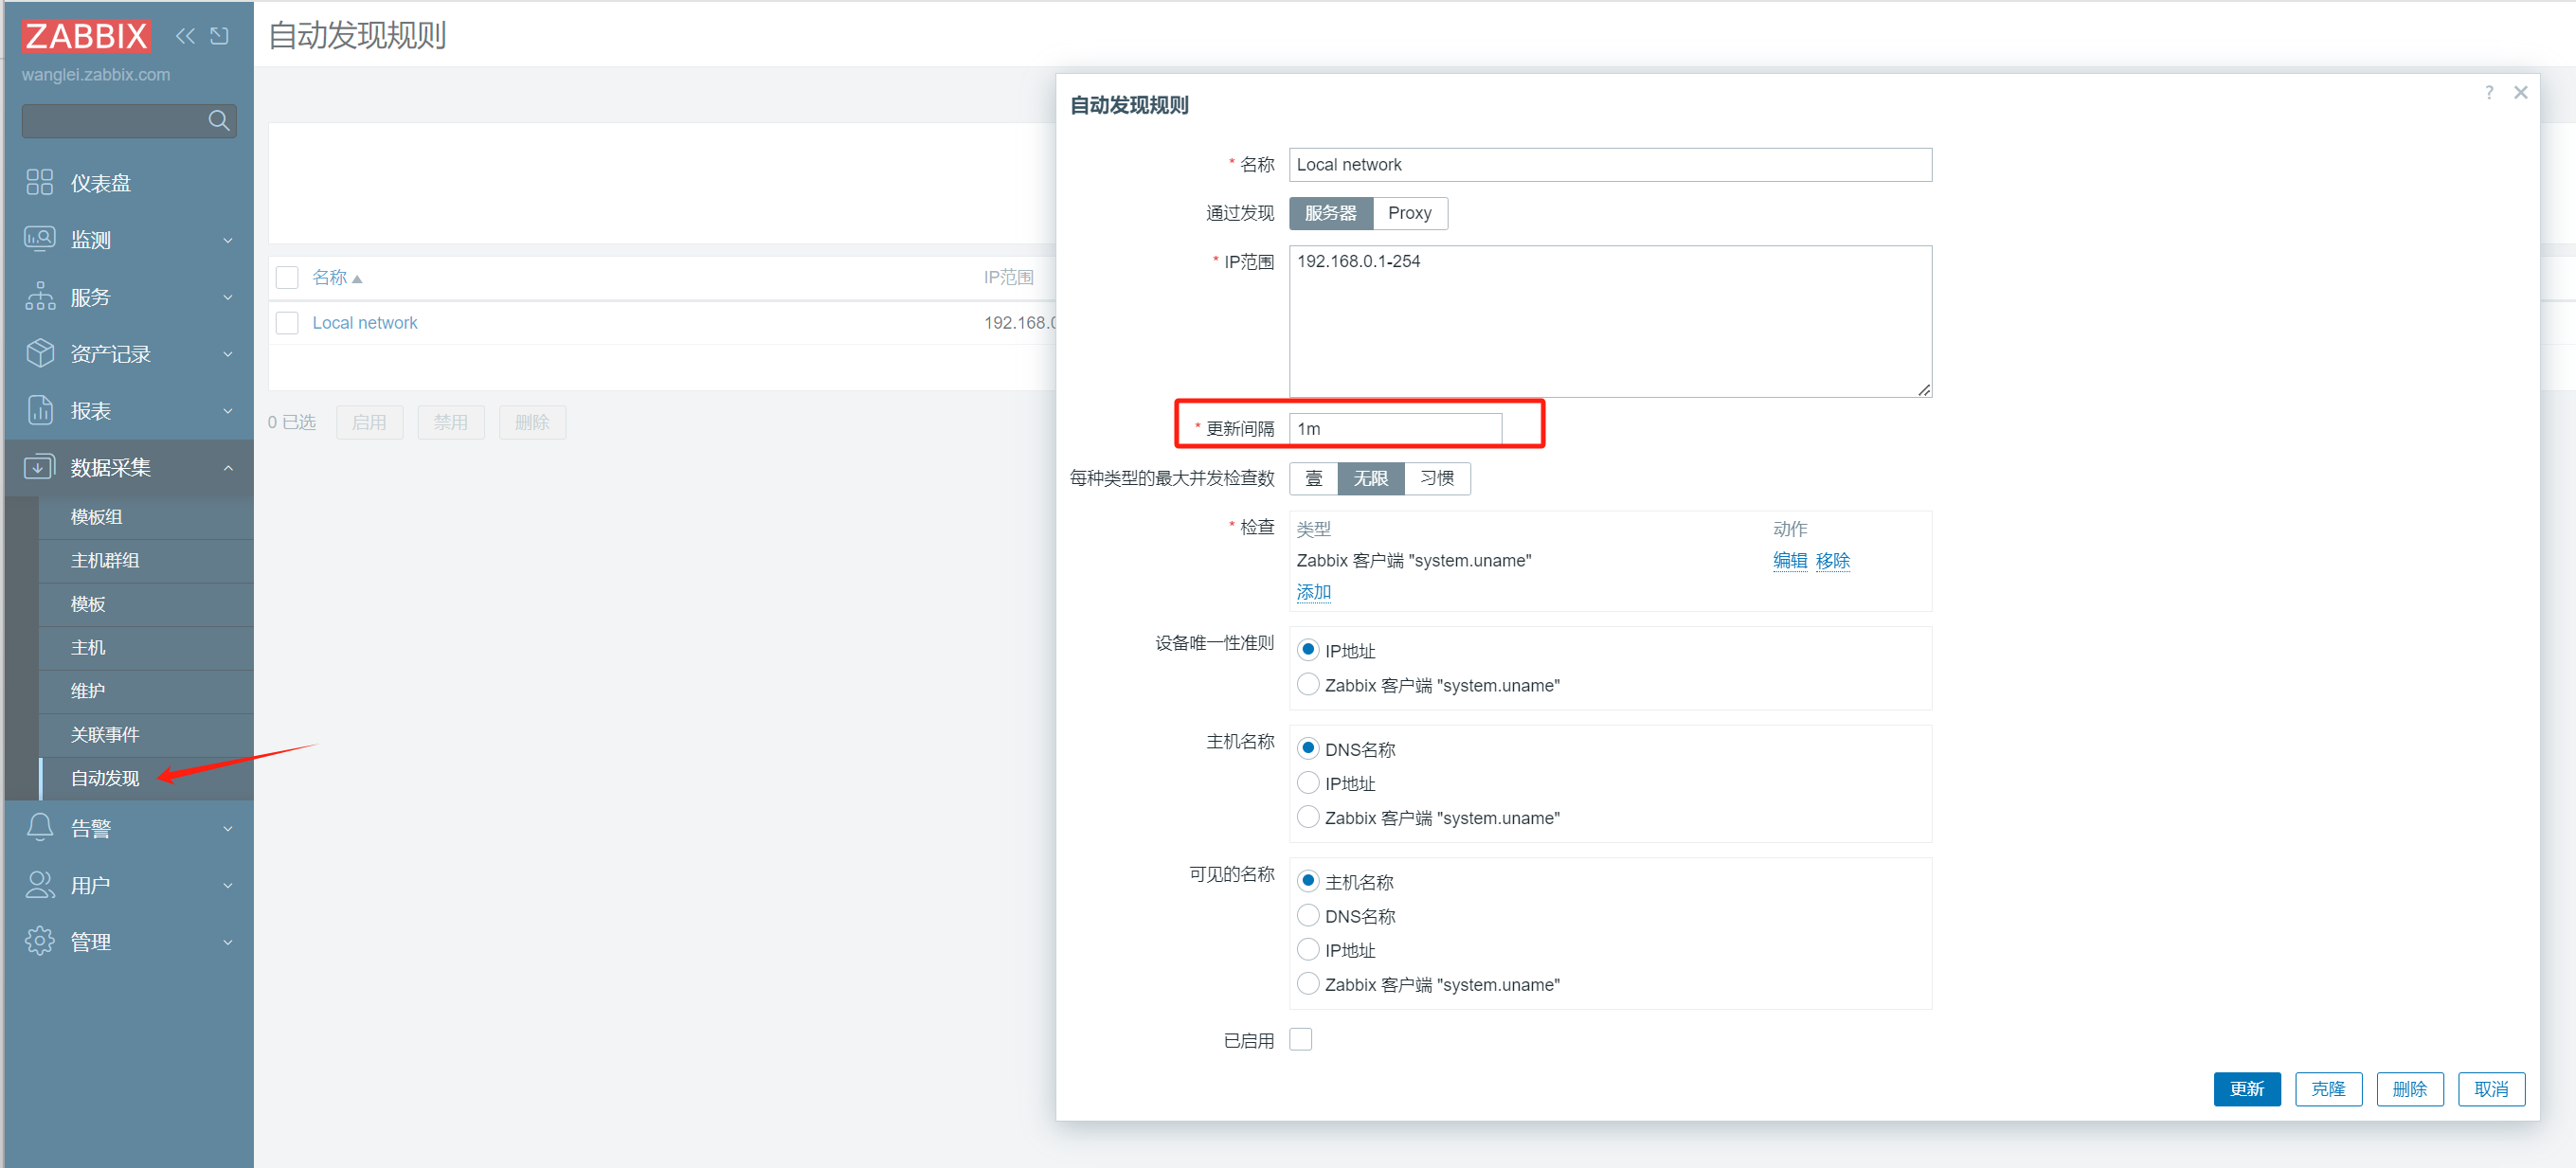 ZABBIX
wanglei.zabbix.com
仪表盘
监测
服务
资产记录
报表
数据采集
模板组
主机群组
模板
主机
维护
关联事件
自动发现
告警
用户
管理
自动发现规则
名称
IP范围
Local network
192.168.0
0 已选 启用 禁用 删除
自动发现规则
?
* 名称 Local network
通过发现 服务器 Proxy
* IP范围 192.168.0.1-254
* 更新间隔 1m
每种类型的最大并发检查数 壹 无限 习惯
* 检查 类型 动作
Zabbix 客户端 "system.uname" 编辑 移除
添加
设备唯一性准则 IP地址
Zabbix 客户端 "system.uname"
主机名称 DNS名称
IP地址
Zabbix 客户端 "system.uname"
可见的名称 主机名称
DNS名称
IP地址
Zabbix 客户端 "system.uname"
已启用
更新 克隆 删除 取消